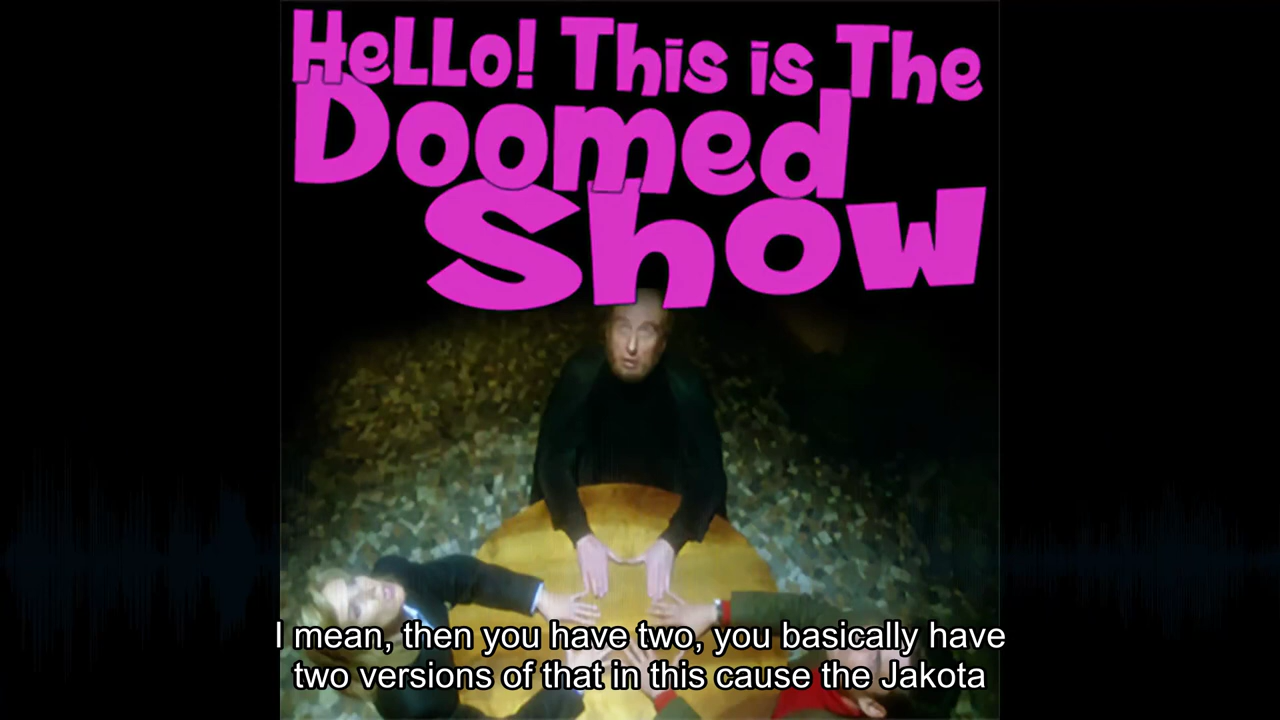 HeLLo! This is The
Doomed
Show
I mean, then you have two, you basically have
two versions of that in this cause the Jakota